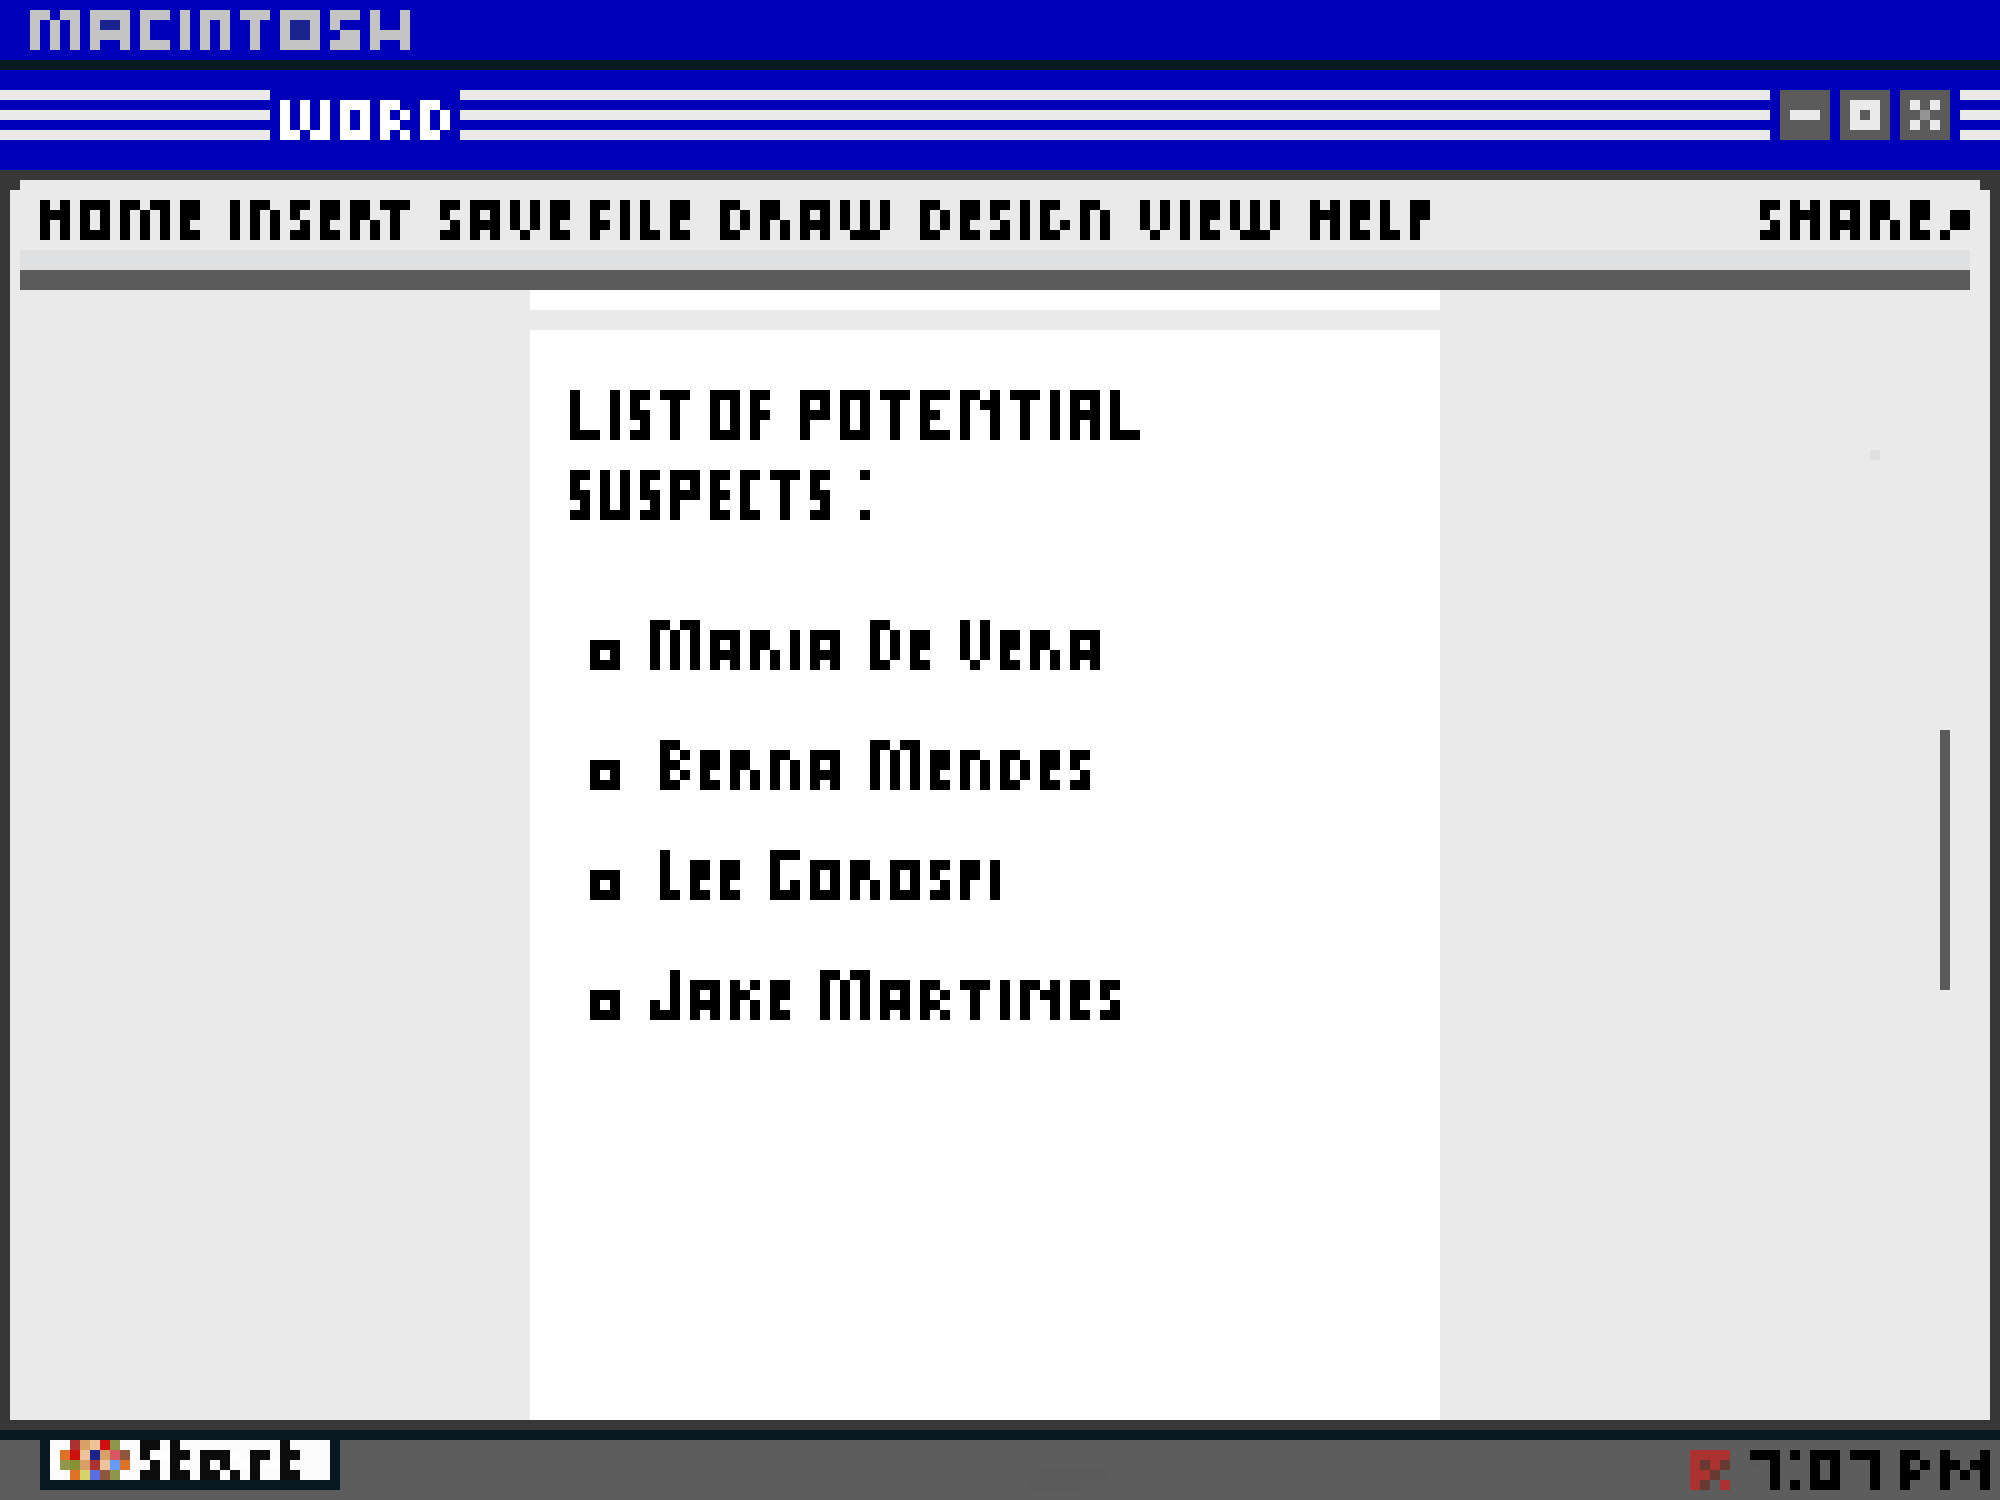 MACINTOSH
WORD
HOME INSERT SAVE FILE DRAW DESIGN VIEW HELP SHARE
LIST OF POTENTIAL
SUSPECTS :
Maria De Vera
Berna Mendes
Lee Gorospi
Jake Martines
Start 7:07 PM